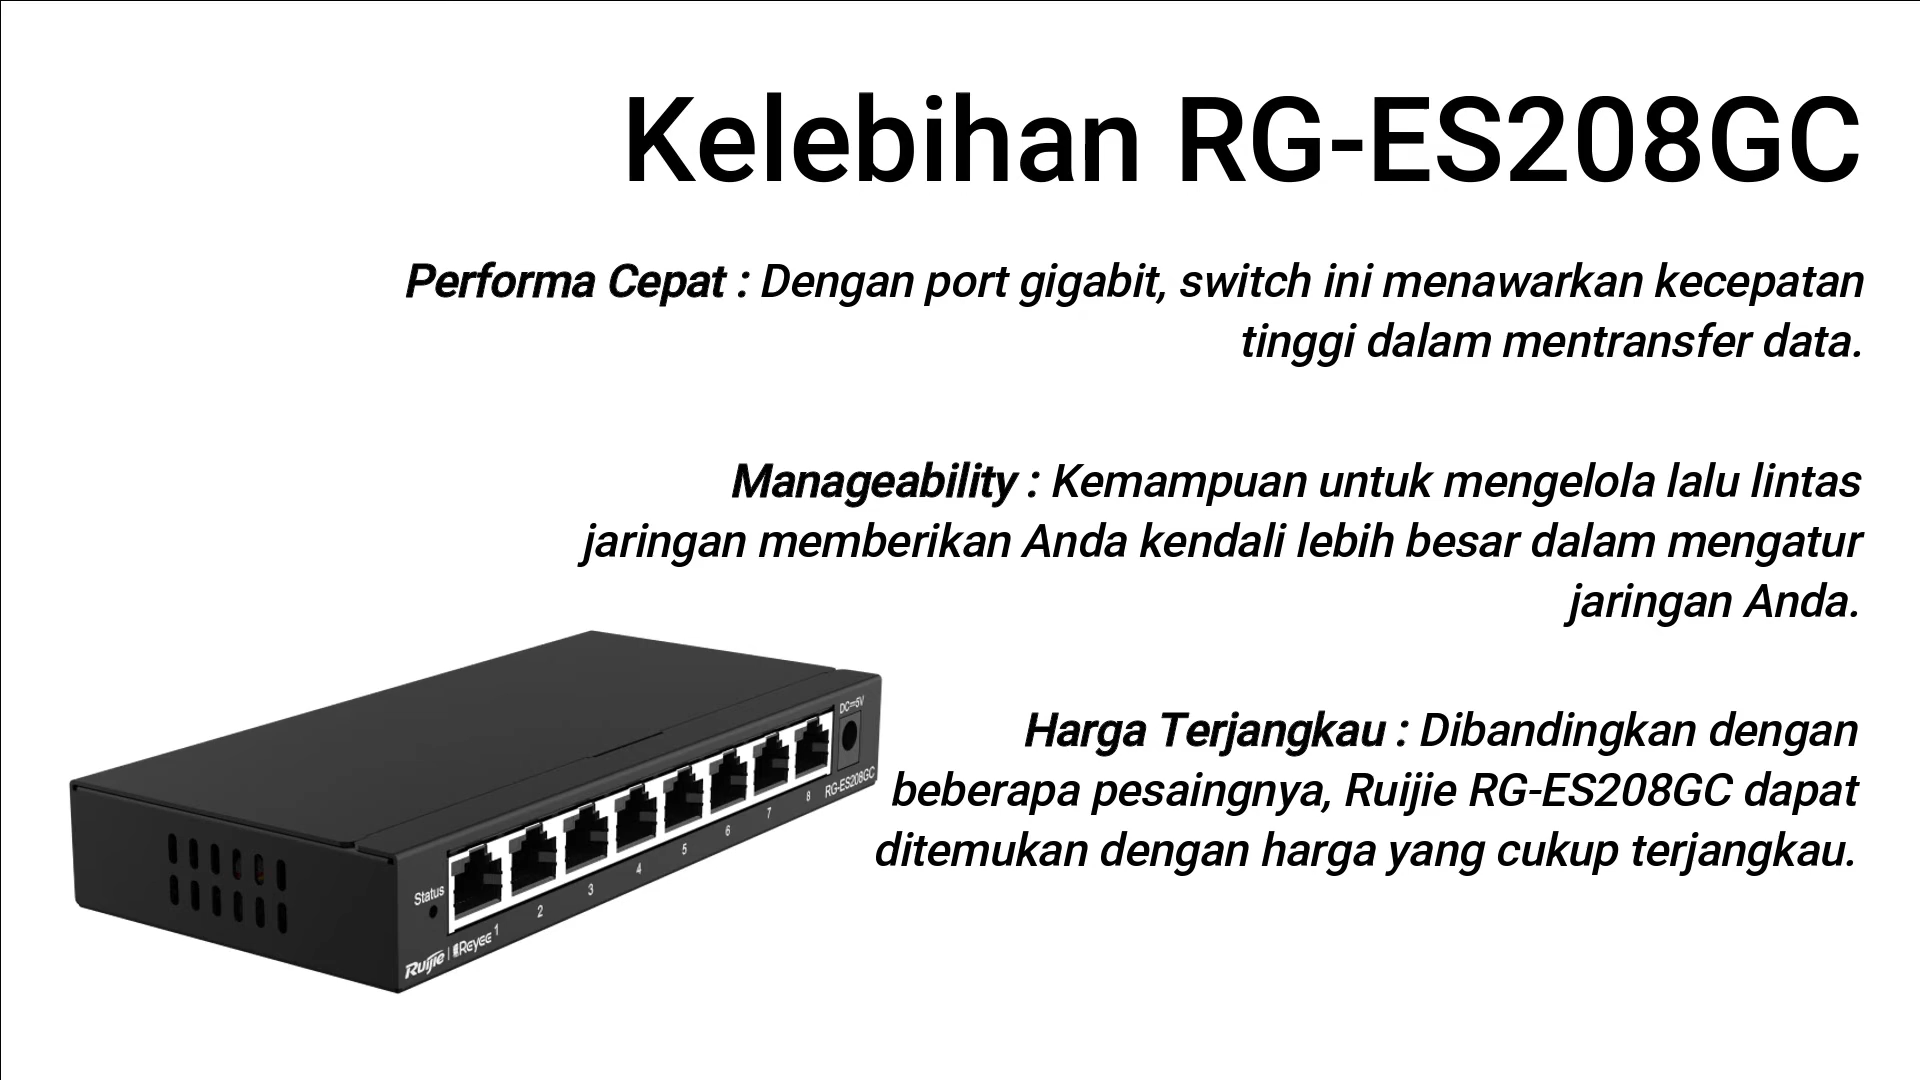 Kelebihan RG-ES208GC
Performa Cepat : Dengan port gigabit, switch ini menawarkan kecepatan
tinggi dalam mentransfer data.
Manageability : Kemampuan untuk mengelola lalu lintas
jaringan memberikan Anda kendali lebih besar dalam mengatur
jaringan Anda.
Harga Terjangkau : Dibandingkan dengan
beberapa pesaingnya, Ruijie RG-ES208GC dapat
ditemukan dengan harga yang cukup terjangkau.
DC⎓5V
RG-ES208GC
Status
1 2 3 4 5 6 7 8
Ruijie | Reyee